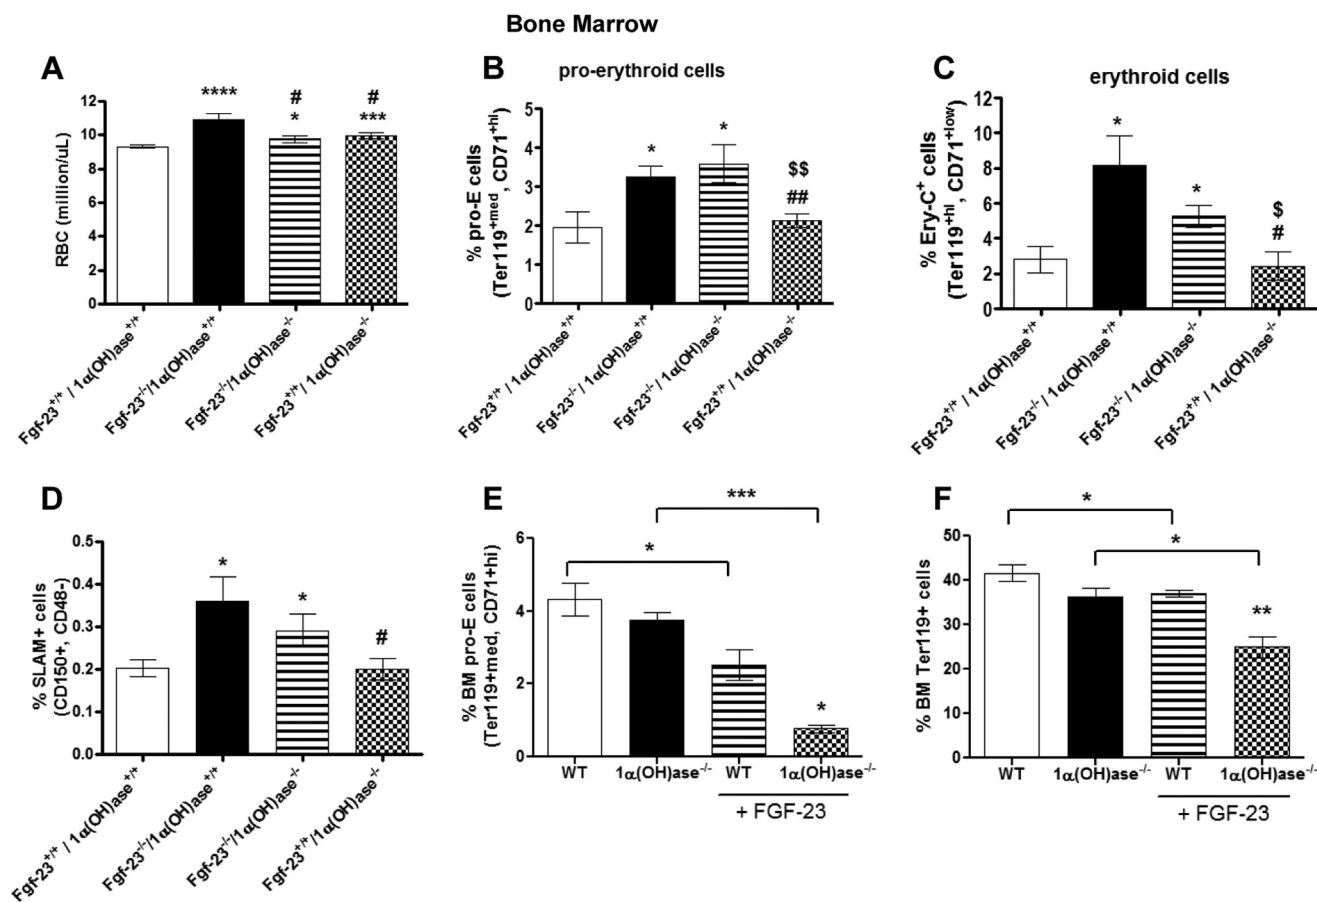 Bone Marrow
A
RBC (million/uL)
12
10
8
6
4
2
0
****
#
*
#
***
Fgf-23+/+ / 1α(OH)ase+/+
Fgf-23-/-/1α(OH)ase+/+
Fgf-23-/-/1α(OH)ase-/-
Fgf-23+/+ / 1α(OH)ase-/-
B
pro-erythroid cells
% pro-E cells
(Ter119+med, CD71+hi)
5
4
3
2
1
0
*
*
$$
##
Fgf-23+/+ / 1α(OH)ase+/+
Fgf-23-/- / 1α(OH)ase+/+
Fgf-23-/- / 1α(OH)ase-/-
Fgf-23+/+ / 1α(OH)ase-/-
C
erythroid cells
% Ery-C+ cells
(Ter119+hi, CD71+low)
12
10
8
6
4
2
0
*
*
$
#
Fgf-23+/+ / 1α(OH)ase+/+
Fgf-23-/- / 1α(OH)ase+/+
Fgf-23-/- / 1α(OH)ase-/-
Fgf-23+/+ / 1α(OH)ase-/-
D
% SLAM+ cells
(CD150+, CD48-)
0.5
0.4
0.3
0.2
0.1
0.0
*
*
#
Fgf-23+/+ / 1α(OH)ase+/+
Fgf-23-/-/1α(OH)ase+/+
Fgf-23-/-/1α(OH)ase-/-
Fgf-23+/+/1α(OH)ase-/-
E
% BM pro-E cells
(Ter119+med, CD71+hi)
6
4
2
0
***
*
*
WT
1α(OH)ase-/-
WT
1α(OH)ase-/-
+ FGF-23
F
% BM Ter119+ cells
50
40
30
20
10
0
*
*
**
WT
1α(OH)ase-/-
WT
1α(OH)ase-/-
+ FGF-23